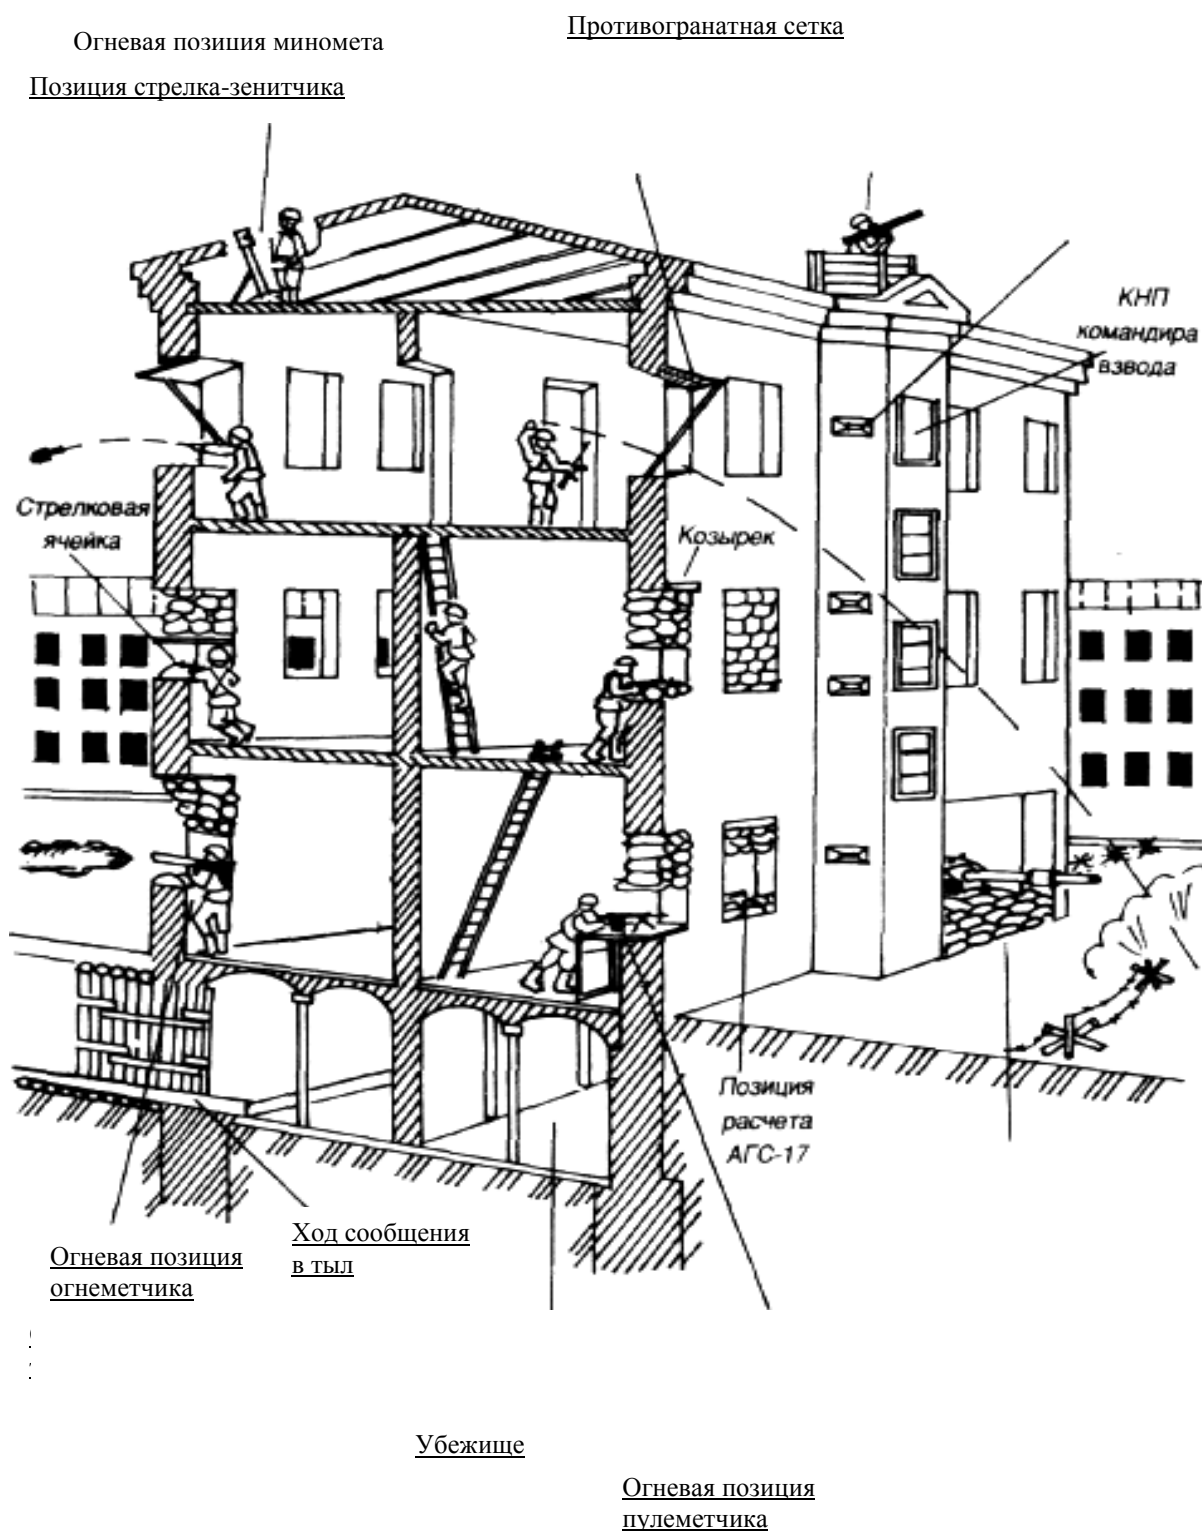 Противогранатная сетка
Огневая позиция миномета
Позиция стрелка-зенитчика
КНП
командира
взвода
Стрелковая
ячейка
Козырек
Позиция
расчета
АГС-17
Ход сообщения
в тыл
Огневая позиция
огнеметчика
Убежище
Огневая позиция
пулеметчика